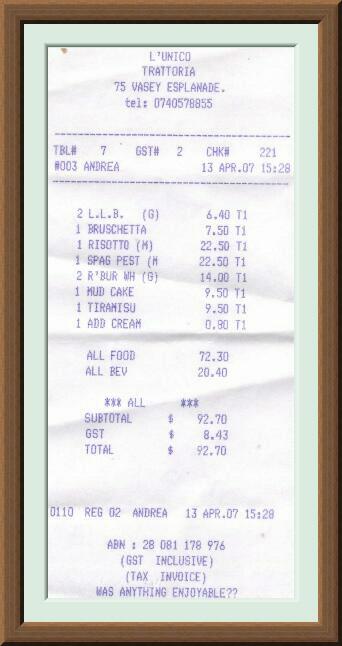 L'UNICO
TRATTORIA
75 VASEY ESPLANADE.
tel: 0740578855
TBL# 7 GST# 2 CHK# 221
#003 ANDREA 13 APR.07 15:28
2 L.L.B. (G) 6.40 T1
1 BRUSCHETTA 7.50 T1
1 RISOTTO (M) 22.50 T1
1 SPAG PEST (M 22.50 T1
2 R'BUR WH (G) 14.00 T1
1 MUD CAKE 9.50 T1
1 TIRAMISU 9.50 T1
1 ADD CREAM 0.80 T1
ALL FOOD 72.30
ALL BEV 20.40
*** ALL ***
SUBTOTAL $ 92.70
GST $ 8.43
TOTAL $ 92.70
0110 REG 02 ANDREA 13 APR.07 15:28
ABN : 28 081 178 976
(GST INCLUSIVE)
(TAX INVOICE)
WAS ANYTHING ENJOYABLE??